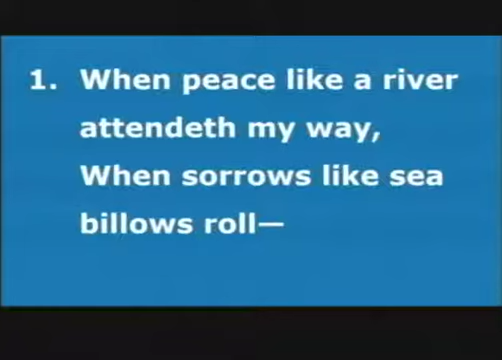 1. When peace like a river
attendeth my way,
When sorrows like sea
billows roll—